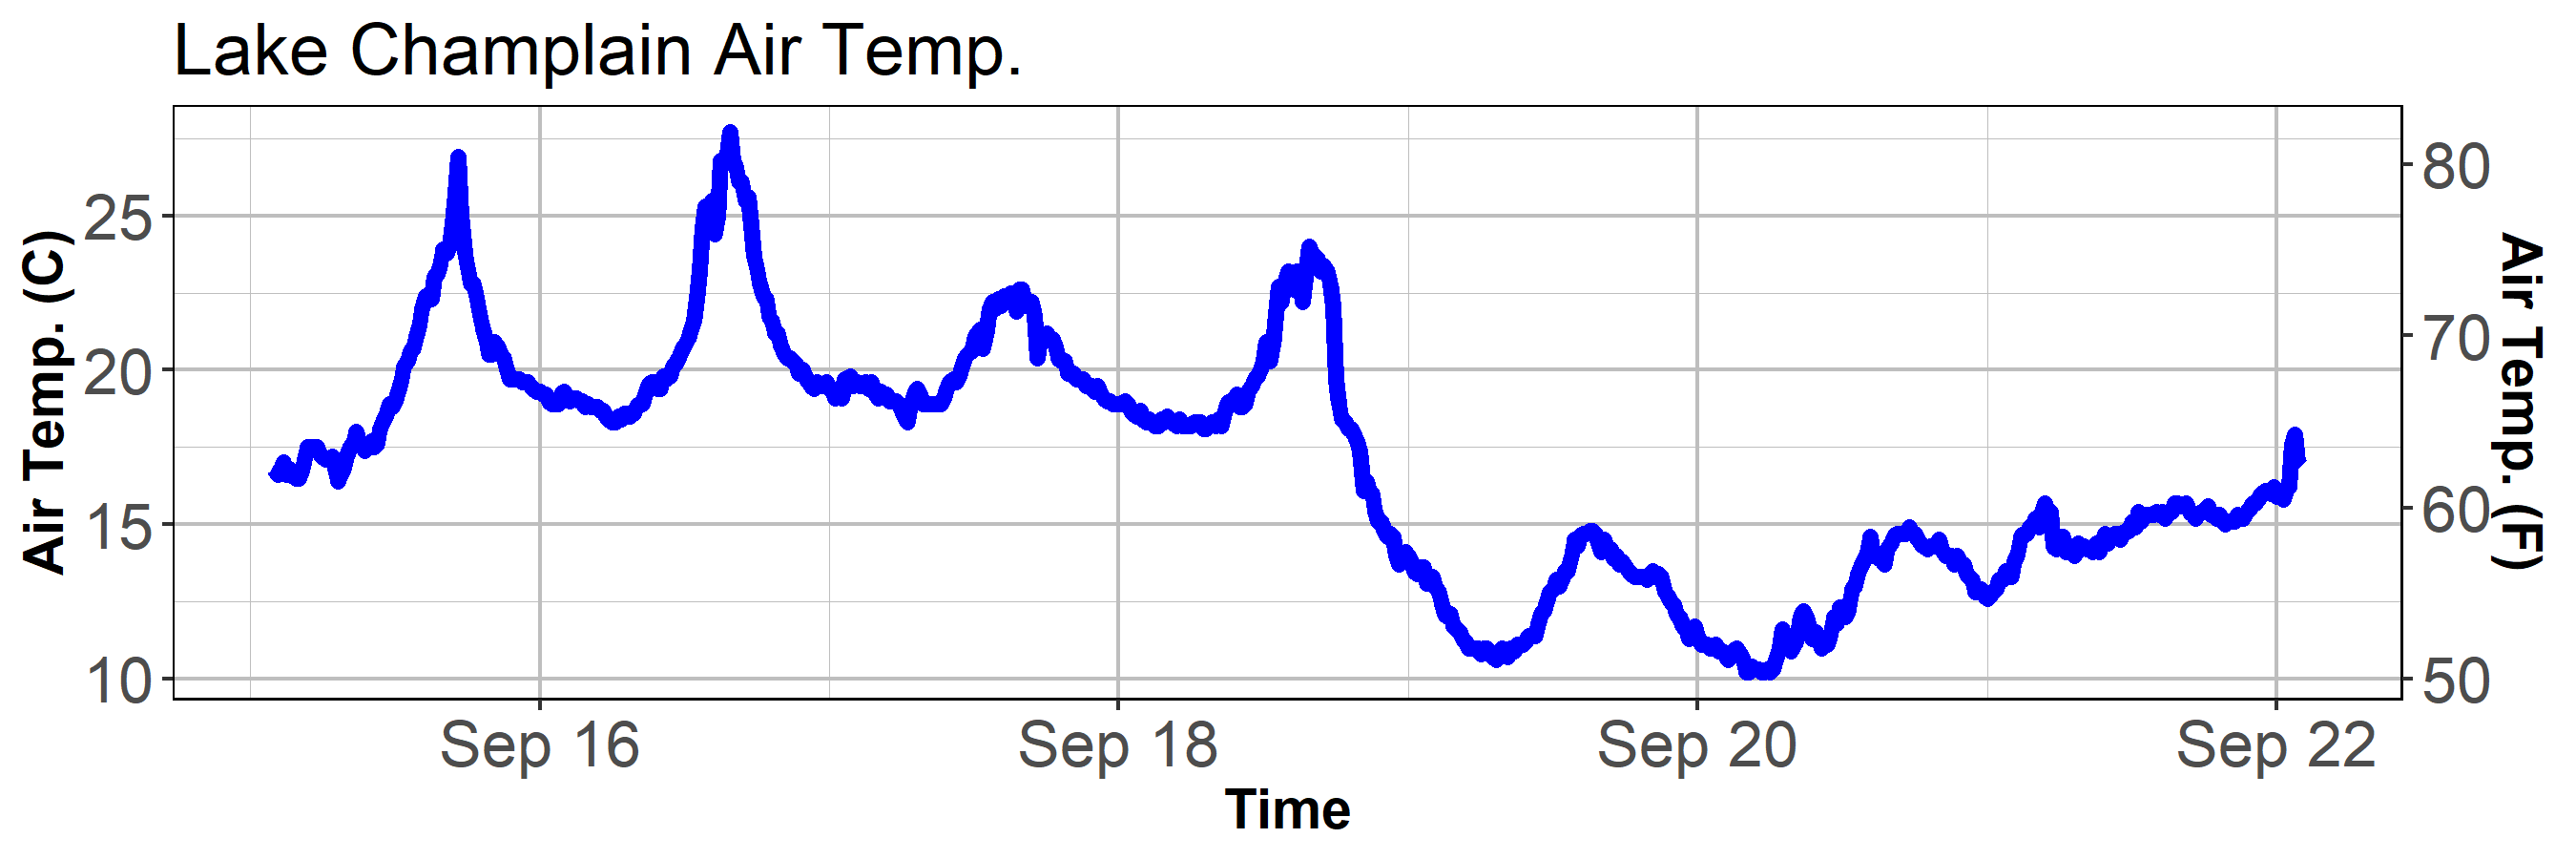 Lake Champlain Air Temp.
Air Temp. (C)
25
20
15
10
80
70
60
50
Air Temp. (F)
Sep 16
Sep 18
Sep 20
Sep 22
Time